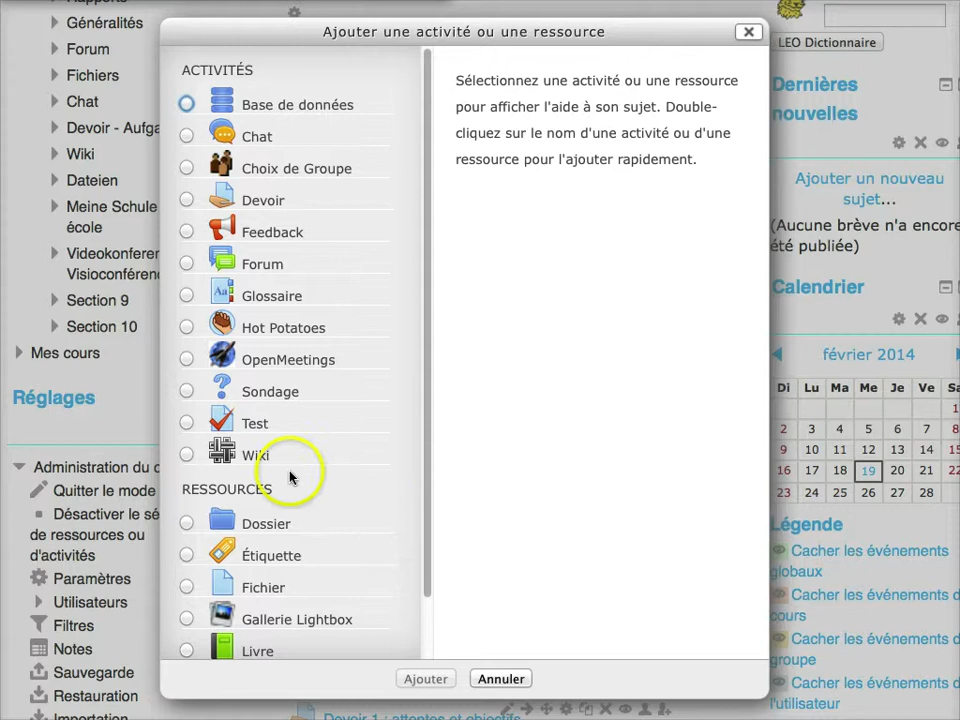 Généralités
Forum
Fichiers
Chat
Devoir - Aufga
Wiki
Dateien
Meine Schule
école
Videokonferen
Visioconféren
Section 9
Section 10
Mes cours
Réglages
Administration du c
Quitter le mode
Désactiver le sé
de ressources ou
d'activités
Paramètres
Utilisateurs
Filtres
Notes
Sauvegarde
Restauration
Importation
Ajouter une activité ou une ressource
ACTIVITÉS
Base de données
Chat
Choix de Groupe
Devoir
Feedback
Forum
Glossaire
Hot Potatoes
OpenMeetings
Sondage
Test
Wiki
RESSOURCES
Dossier
Étiquette
Fichier
Gallerie Lightbox
Livre
Sélectionnez une activité ou une ressource
pour afficher l'aide à son sujet. Double-
cliquez sur le nom d'une activité ou d'une
ressource pour l'ajouter rapidement.
Ajouter
Annuler
Devoir 1 : attentes et objectifs
LEO Dictionnaire
Dernières
nouvelles
Ajouter un nouveau
sujet...
(Aucune brève n'a encore
été publiée)
Calendrier
février 2014
Di Lu Ma Me Je Ve Sa
1
2 3 4 5 6 7 8
9 10 11 12 13 14 15
16 17 18 19 20 21 22
23 24 25 26 27 28
Légende
Cacher les événements
globaux
Cacher les événements
cours
Cacher les événements
groupe
Cacher les événements
l'utilisateur